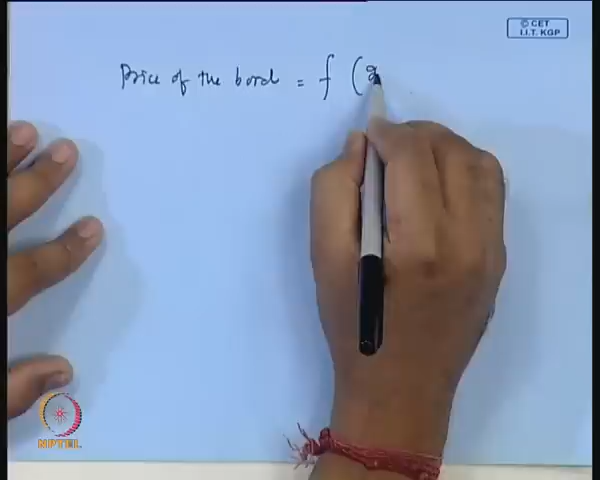 © CET
I.I.T. KGP
Price of the bond = f (
NPTEL